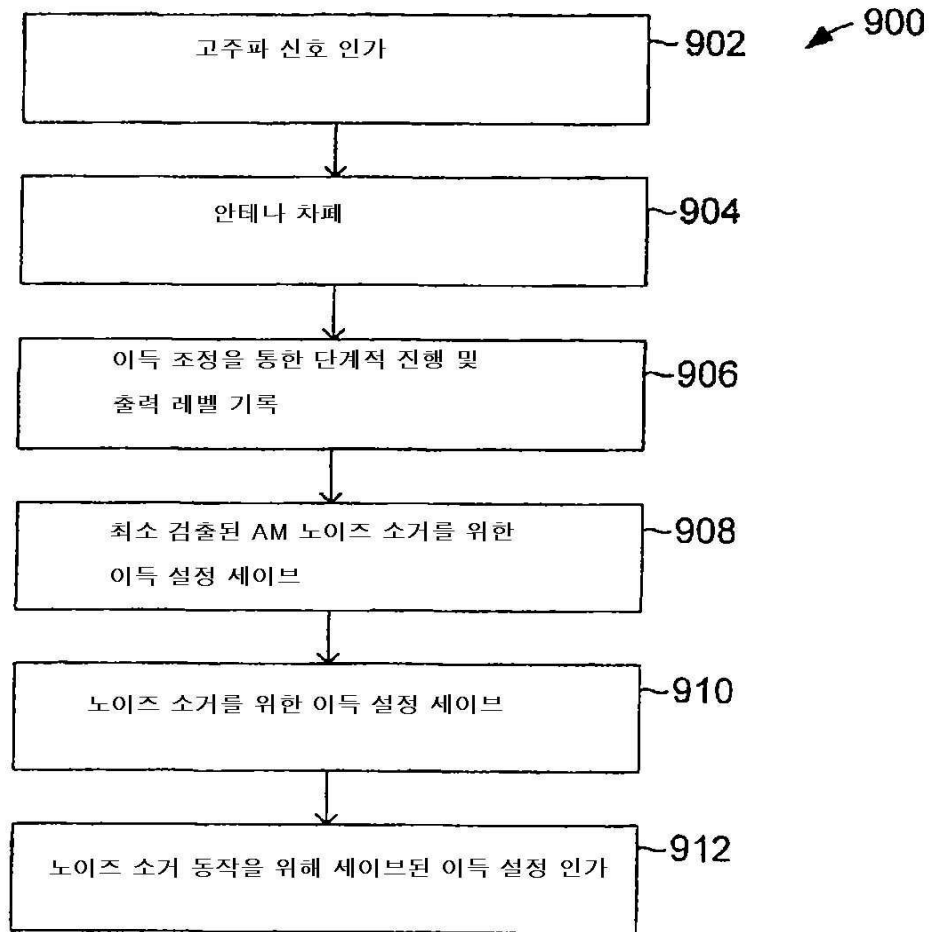 900
고주파 신호 인가
902
안테나 차폐
904
이득 조정을 통한 단계적 진행 및
출력 레벨 기록
906
최소 검출된 AM 노이즈 소거를 위한
이득 설정 세이브
908
노이즈 소거를 위한 이득 설정 세이브
910
노이즈 소거 동작을 위해 세이브된 이득 설정 인가
912